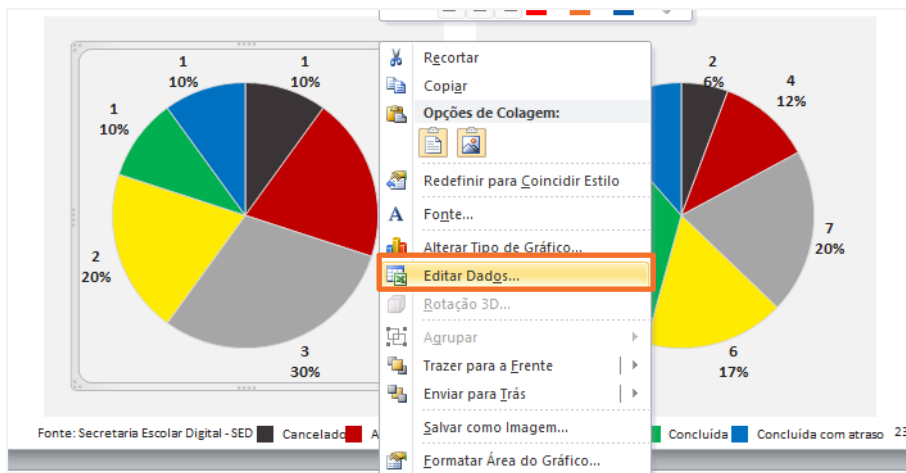 1
10%
1
10%
1
10%
2
20%
3
30%
Recortar
Copiar
Opções de Colagem:
Redefinir para Coincidir Estilo
A Fonte...
Alterar Tipo de Gráfico...
Editar Dados...
Rotação 3D...
Agrupar
Trazer para a Frente
Enviar para Trás
Salvar como Imagem...
Formatar Área do Gráfico...
2
6%
4
12%
7
20%
6
17%
Fonte: Secretaria Escolar Digital - SED Cancelado A Concluída Concluída com atraso 23